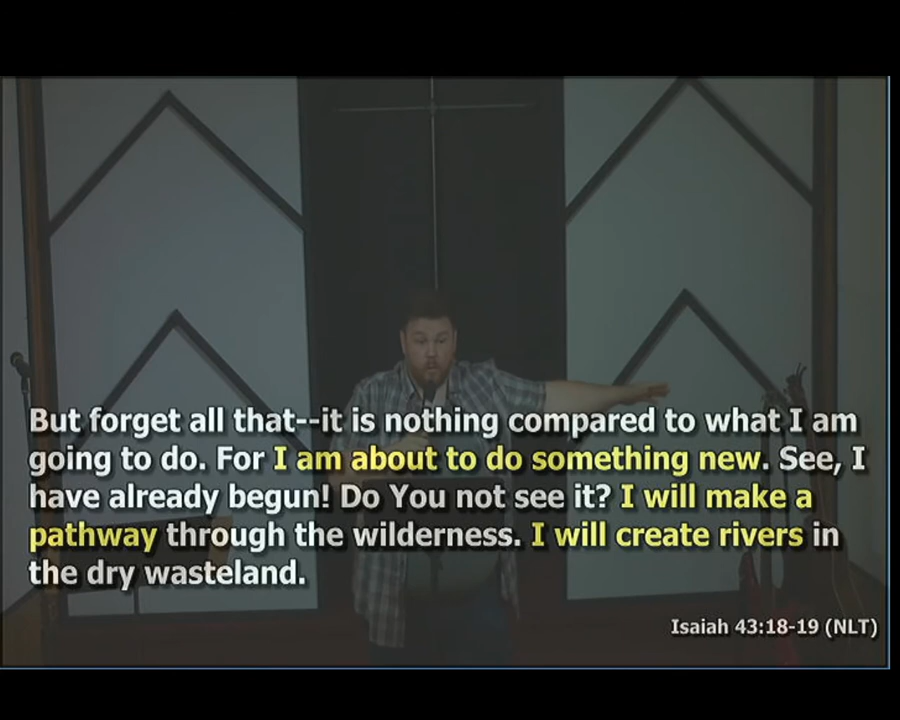 But forget all that--it is nothing compared to what I am
going to do. For I am about to do something new. See, I
have already begun! Do You not see it? I will make a
pathway through the wilderness. I will create rivers in
the dry wasteland.
Isaiah 43:18-19 (NLT)